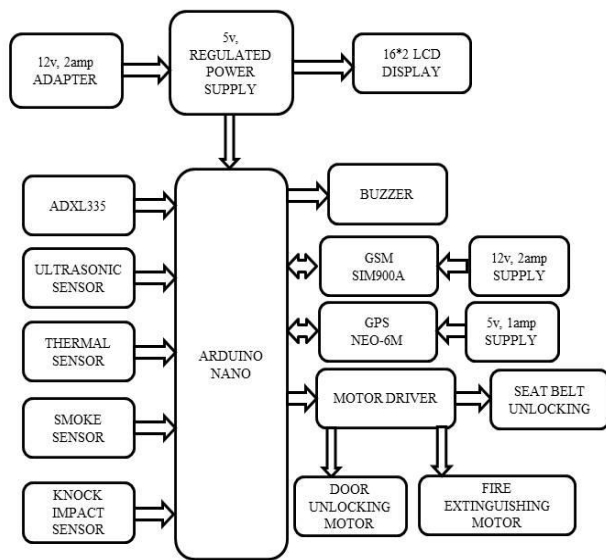 12v, 2amp
ADAPTER
5v,
REGULATED
POWER
SUPPLY
16*2 LCD
DISPLAY
ADXL335
ULTRASONIC
SENSOR
THERMAL
SENSOR
SMOKE
SENSOR
KNOCK
IMPACT
SENSOR
ARDUINO
NANO
BUZZER
GSM
SIM900A
12v, 2amp
SUPPLY
GPS
NEO-6M
5v, 1amp
SUPPLY
MOTOR DRIVER
SEAT BELT
UNLOCKING
DOOR
UNLOCKING
MOTOR
FIRE
EXTINGUISHING
MOTOR